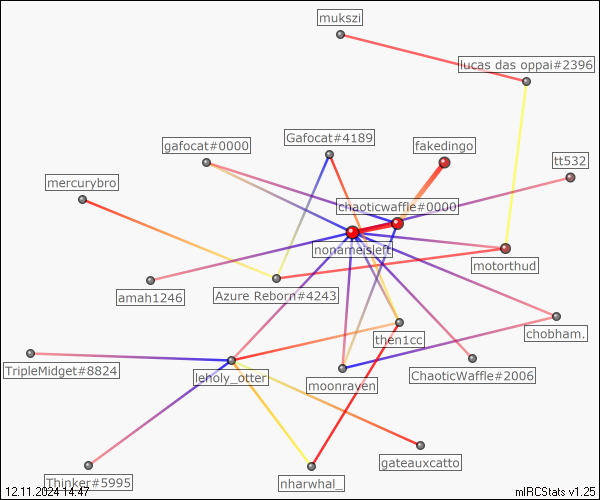 mukszi
lucas das oppai#2396
Gafocat#4189
gafocat#0000
fakedingo
tt532
mercurybro
chaoticwaffle#0000
nonameisleft
motorthud
amah1246
Azure Reborn#4243
then1cc
chobham.
TripleMidget#8824
leholy_otter
moonraven
ChaoticWaffle#2006
gateauxcatto
Thinker#5995
nharwhal_
12.11.2024 14:47
mIRCStats v1.25